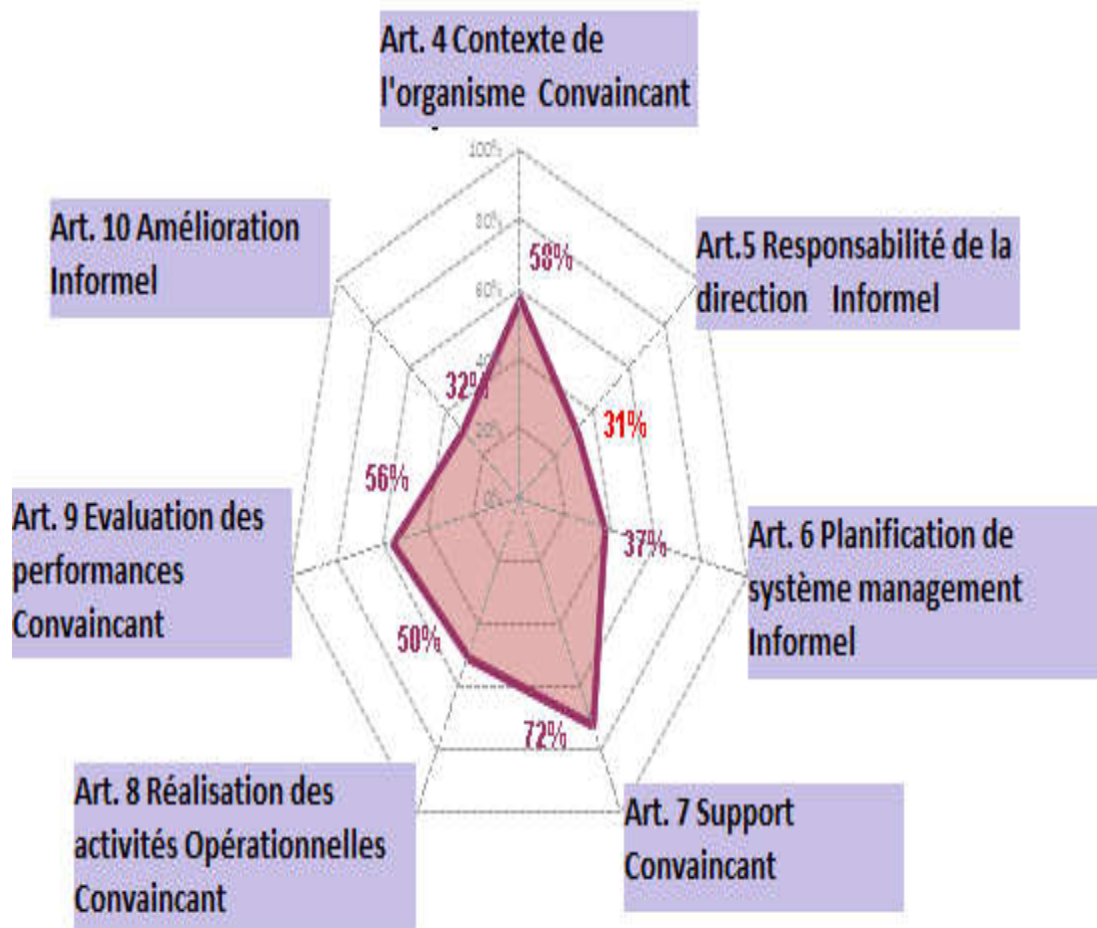 Art. 4 Contexte de
l'organisme Convaincant
100%
80%
58%
60%
40%
20%
0%
Art.5 Responsabilité de la
direction Informel
31%
Art. 6 Planification de
système management
Informel
37%
Art. 7 Support
Convaincant
72%
Art. 8 Réalisation des
activités Opérationnelles
Convaincant
50%
Art. 9 Evaluation des
performances
Convaincant
56%
Art. 10 Amélioration
Informel
32%